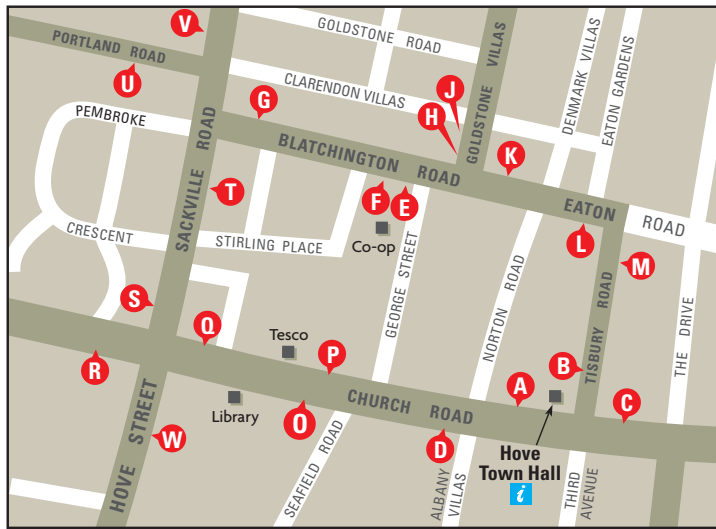 V
GOLDSTONE ROAD
PORTLAND ROAD
U
CLARENDON VILLAS
GOLDSTONE VILLAS
DENMARK VILLAS
EATON GARDENS
J
G
H
PEMBROKE
BLATCHINGTON ROAD
K
SACKVILLE ROAD
T
F
E
EATON ROAD
L
CRESCENT
STIRLING PLACE
Co-op
GEORGE STREET
NORTON ROAD
M
TISBURY ROAD
THE DRIVE
S
Q
Tesco
P
B
R
A
C
Library
O
CHURCH ROAD
HOVE STREET
W
SEAFIELD ROAD
D
ALBANY
VILLAS
Hove
Town Hall
i
THIRD
AVENUE